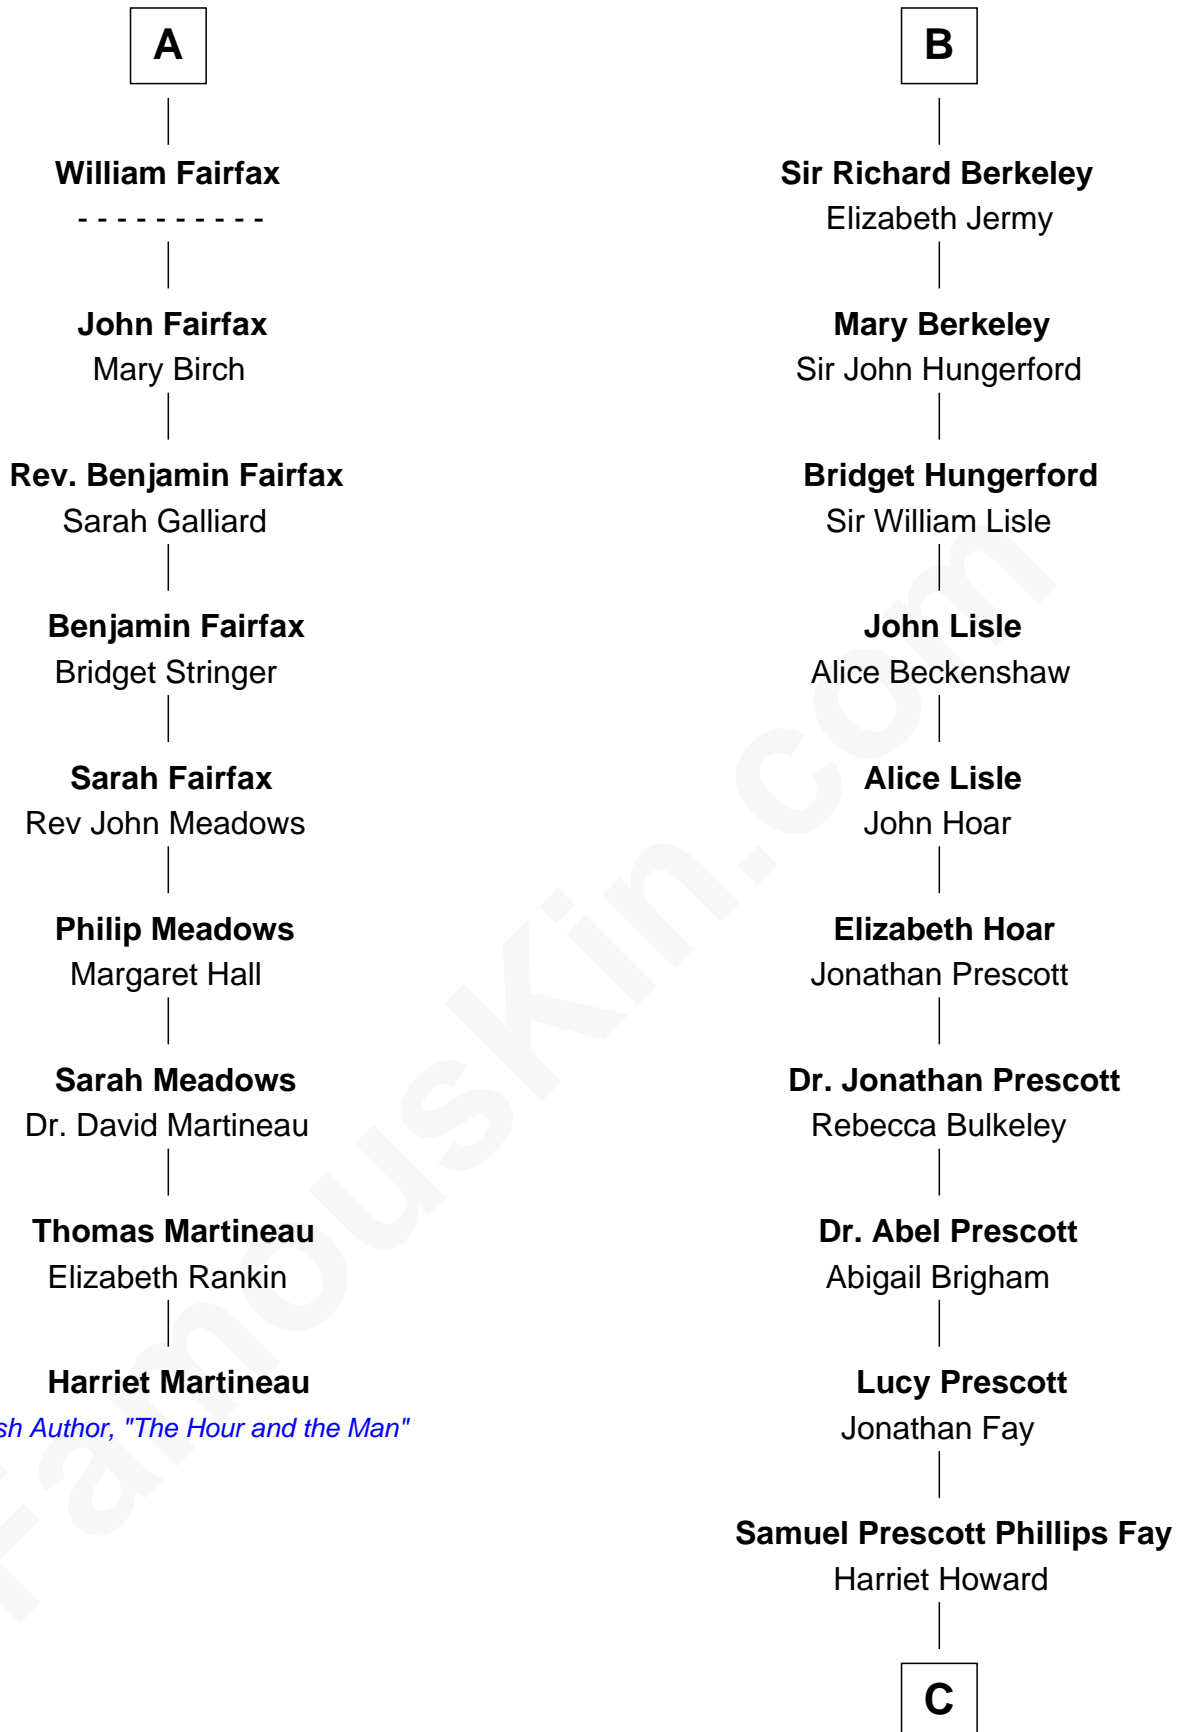 A
William Fairfax
- - - - - - - - - -
John Fairfax
Mary Birch
Rev. Benjamin Fairfax
Sarah Galliard
Benjamin Fairfax
Bridget Stringer
Sarah Fairfax
Rev John Meadows
Philip Meadows
Margaret Hall
Sarah Meadows
Dr. David Martineau
Thomas Martineau
Elizabeth Rankin
Harriet Martineau
Author, "The Hour and the Man"
B
Sir Richard Berkeley
Elizabeth Jermy
Mary Berkeley
Sir John Hungerford
Bridget Hungerford
Sir William Lisle
John Lisle
Alice Beckenshaw
Alice Lisle
John Hoar
Elizabeth Hoar
Jonathan Prescott
Dr. Jonathan Prescott
Rebecca Bulkeley
Dr. Abel Prescott
Abigail Brigham
Lucy Prescott
Jonathan Fay
Samuel Prescott Phillips Fay
Harriet Howard
C
FamousKin.com